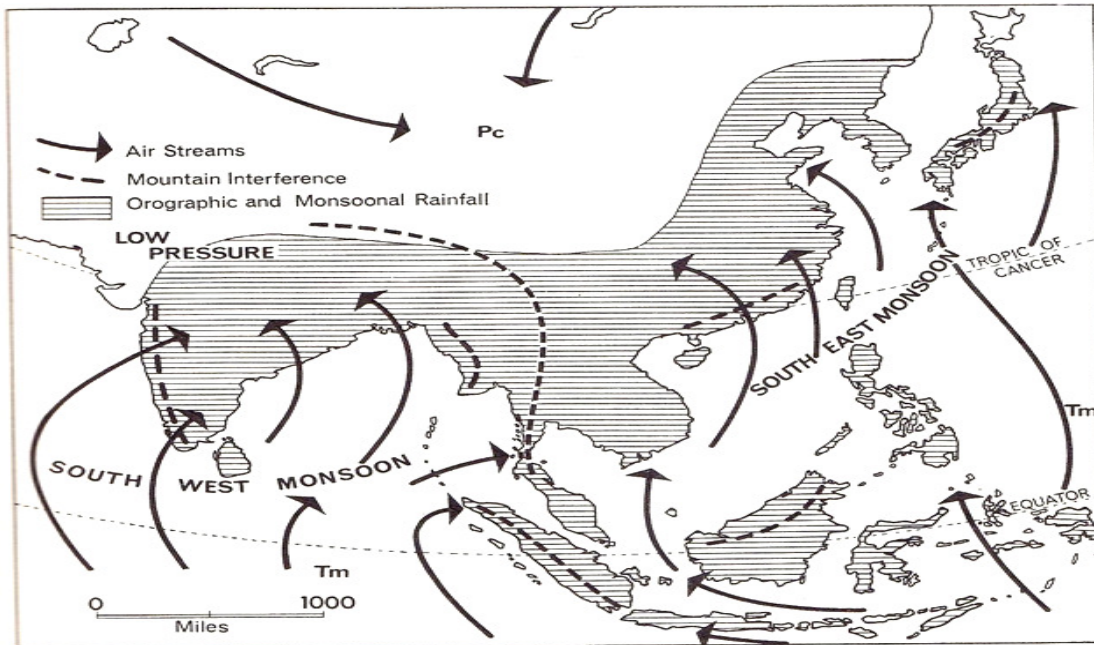 Pc
Air Streams
Mountain Interference
Orographic and Monsoonal Rainfall
LOW
PRESSURE
TROPIC OF
CANCER
SOUTH EAST MONSOON
Tm
SOUTH WEST MONSOON
EQUATOR
Tm
0 1000
Miles